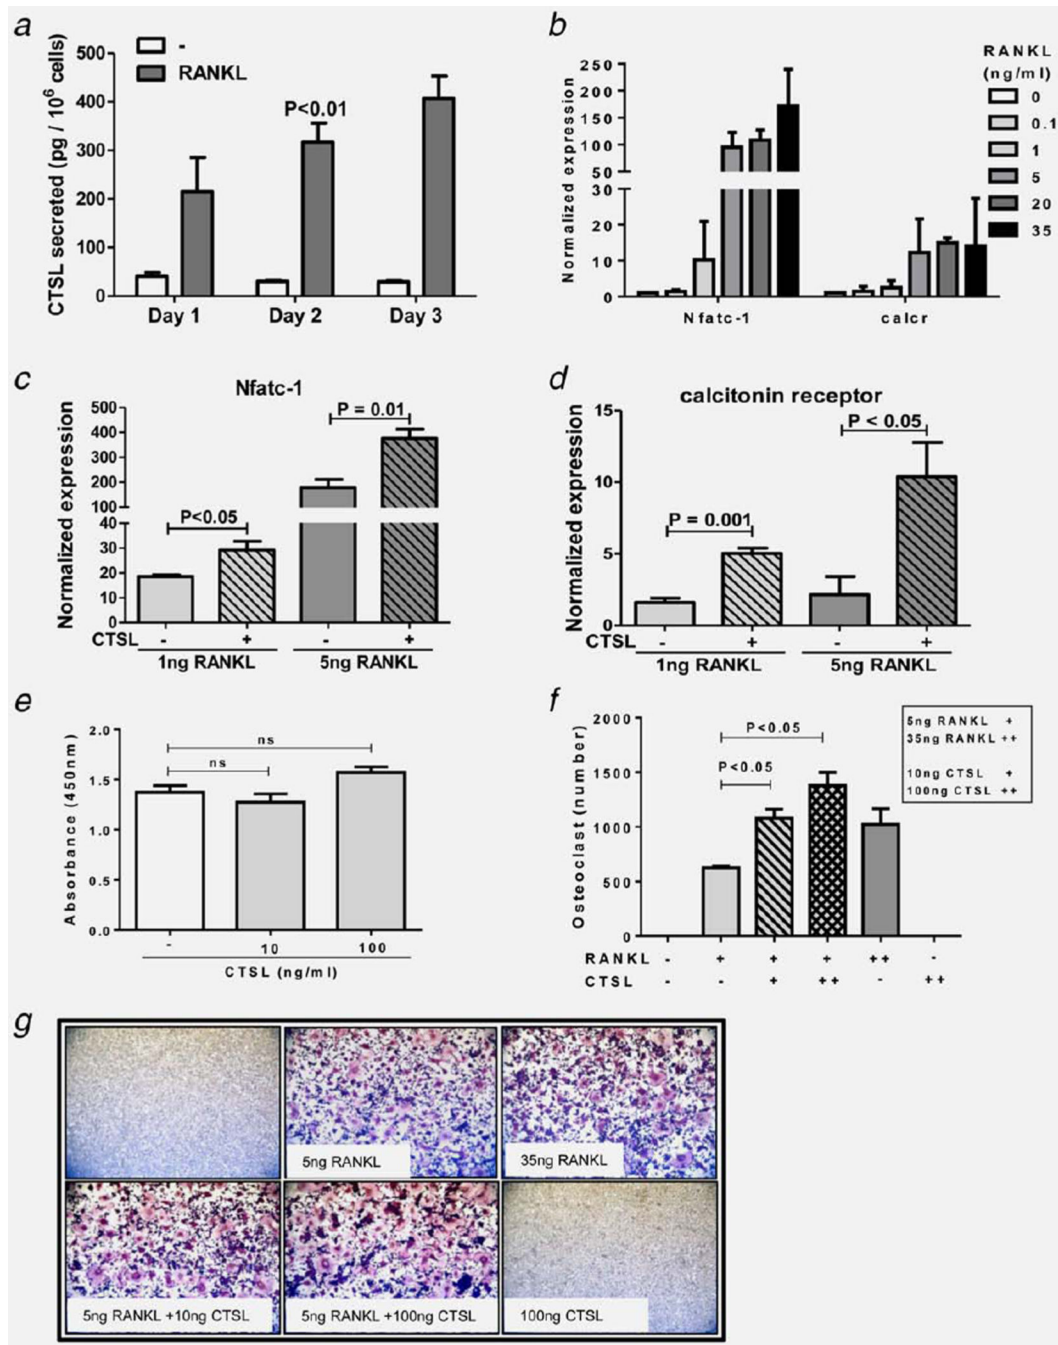 a
CTSL secreted (pg / 10⁶ cells)
500
400
300
200
100
0
-
RANKL
P<0.01
Day 1 Day 2 Day 3
b
Normalized expression
250
200
150
100
50
30
20
10
0
Nfatc-1 calcr
RANKL
(ng/ml)
0
0.1
1
5
20
35
c
Nfatc-1
Normalized expression
500
400
300
200
100
40
30
20
10
0
P<0.05
P = 0.01
CTSL - + - +
1ng RANKL 5ng RANKL
d
calcitonin receptor
Normalized expression
15
10
5
0
P = 0.001
P < 0.05
CTSL - + - +
1ng RANKL 5ng RANKL
e
Absorbance (450nm)
2.0
1.5
1.0
0.5
0.0
ns
ns
- 10 100
CTSL (ng/ml)
f
Osteoclast (number)
2000
1500
1000
500
0
P<0.05
P<0.05
5ng RANKL +
35ng RANKL ++
10ng CTSL +
100ng CTSL ++
RANKL - + + + ++ -
CTSL - - + ++ - ++
g
5ng RANKL
35ng RANKL
5ng RANKL +10ng CTSL
5ng RANKL +100ng CTSL
100ng CTSL